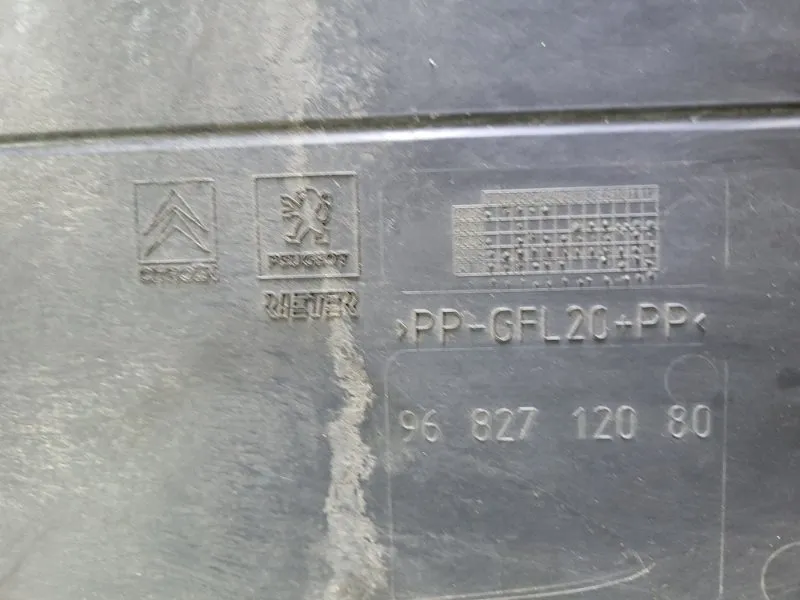 CITROËN
PEUGEOT
RIETER
>PP-GFL20+PP<
96 827 120 80